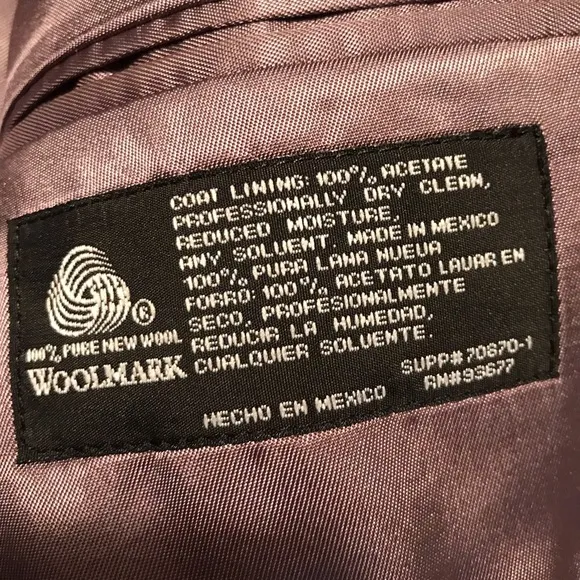 COAT LINING: 100% ACETATE
PROFESSIONALLY DRY CLEAN,
REDUCED MOISTURE,
ANY SOLVENT. MADE IN MEXICO
100% PURA LANA NUEVA
FORRO: 100% ACETATO LAVAR EN
SECO, PROFESIONALMENTE
REDUCIR LA HUMEDAD,
CUALQUIER SOLVENTE.
®
100% PURE NEW WOOL
WOOLMARK
SUPP# 70670-1
RN#93677
HECHO EN MEXICO